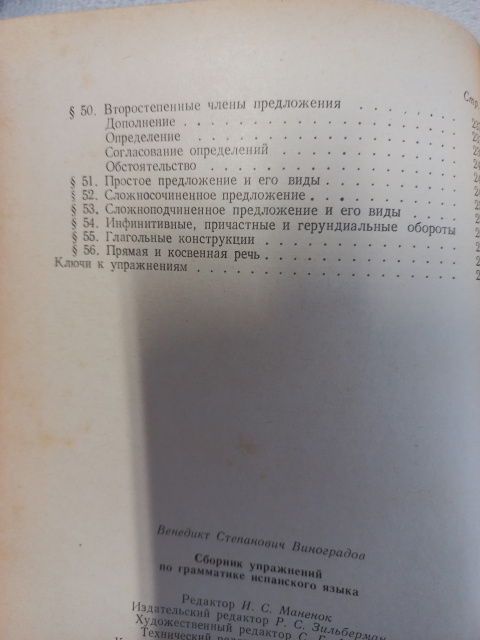 Стр.
§ 50. Второстепенные члены предложения . . . . . .
Дополнение . . . . . . . . . . . . . . . .
Определение . . . . . . . . . . . . . . .
Согласование определений . . . . . . . . . .
Обстоятельство . . . . . . . . . . . . . .
§ 51. Простое предложение и его виды . . . . . . . .
§ 52. Сложносочиненное предложение . . . . . . . . .
§ 53. Сложноподчиненное предложение и его виды . . . .
§ 54. Инфинитивные, причастные и герундиальные обороты
§ 55. Глагольные конструкции . . . . . . . . . . . .
§ 56. Прямая и косвенная речь . . . . . . . . . . . .
Ключи к упражнениям . . . . . . . . . . . . . . .
Венедикт Степанович Виноградов
Сборник упражнений
по грамматике испанского языка
Редактор И. С. Маненок
Издательский редактор Р. С. Зильберман
Художественный редактор С.
Технический